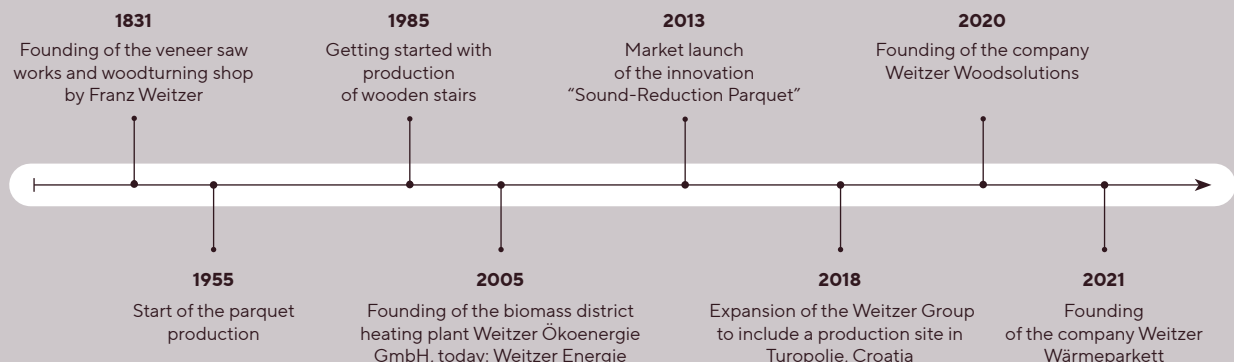 1831
Founding of the veneer saw
works and woodturning shop
by Franz Weitzer
1985
Getting started with
production
of wooden stairs
2013
Market launch
of the innovation
“Sound-Reduction Parquet”
2020
Founding of the company
Weitzer Woodsolutions
1955
Start of the parquet
production
2005
Founding of the biomass district
heating plant Weitzer Ökoenergie
GmbH, today: Weitzer Energie
2018
Expansion of the Weitzer Group
to include a production site in
Turopolje, Croatia
2021
Founding
of the company Weitzer
Wärmeparkett